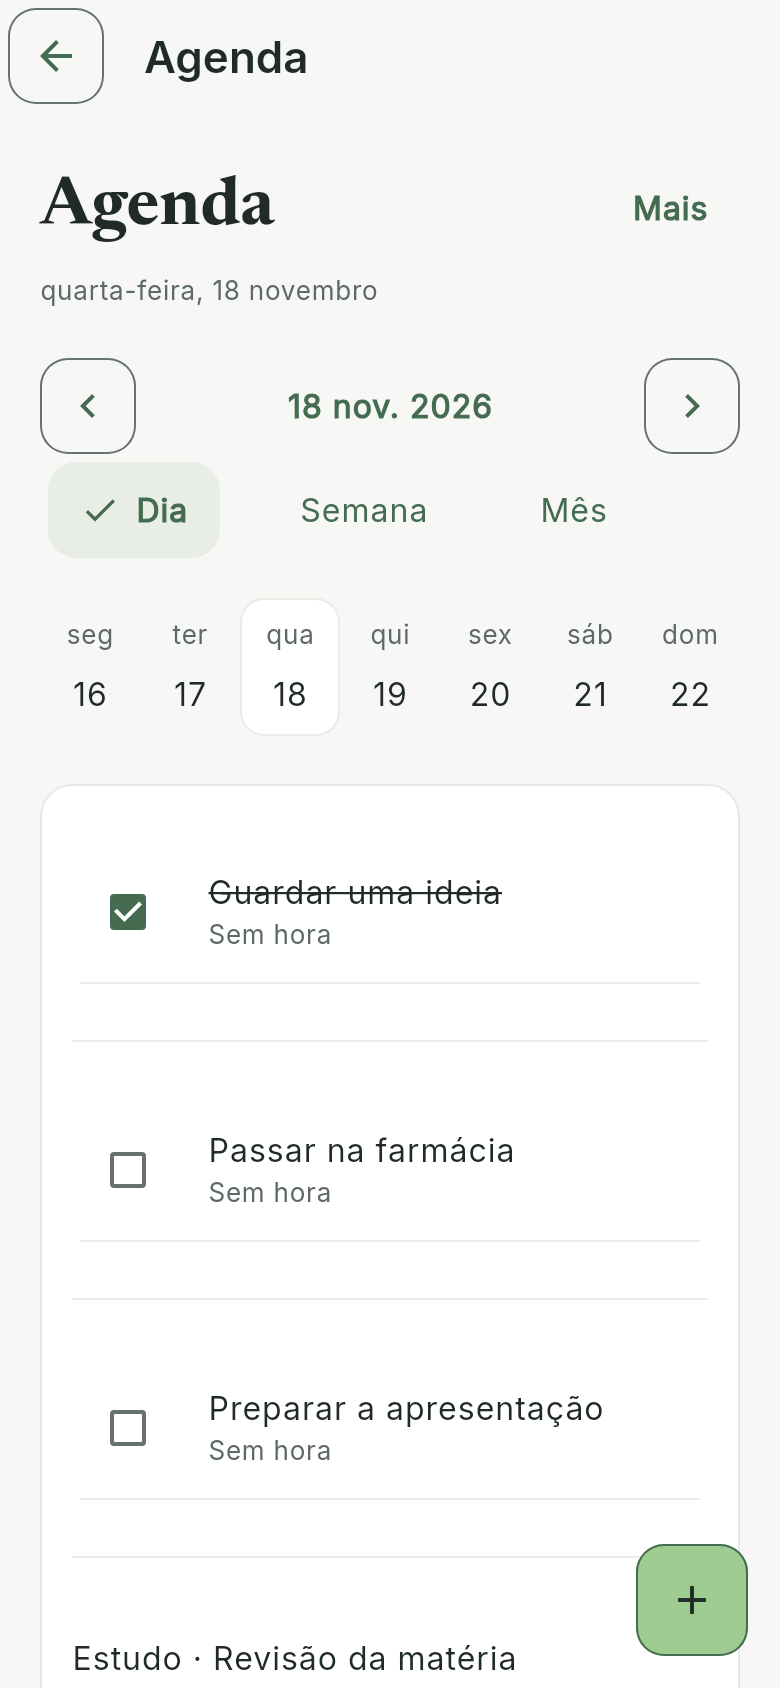 Agenda
Agenda
Mais
quarta-feira, 18 novembro
18 nov. 2026
Dia
Semana
Mês
seg ter qua qui sex sáb dom
16 17 18 19 20 21 22
Guardar uma ideia
Sem hora
Passar na farmácia
Sem hora
Preparar a apresentação
Sem hora
Estudo · Revisão da matéria